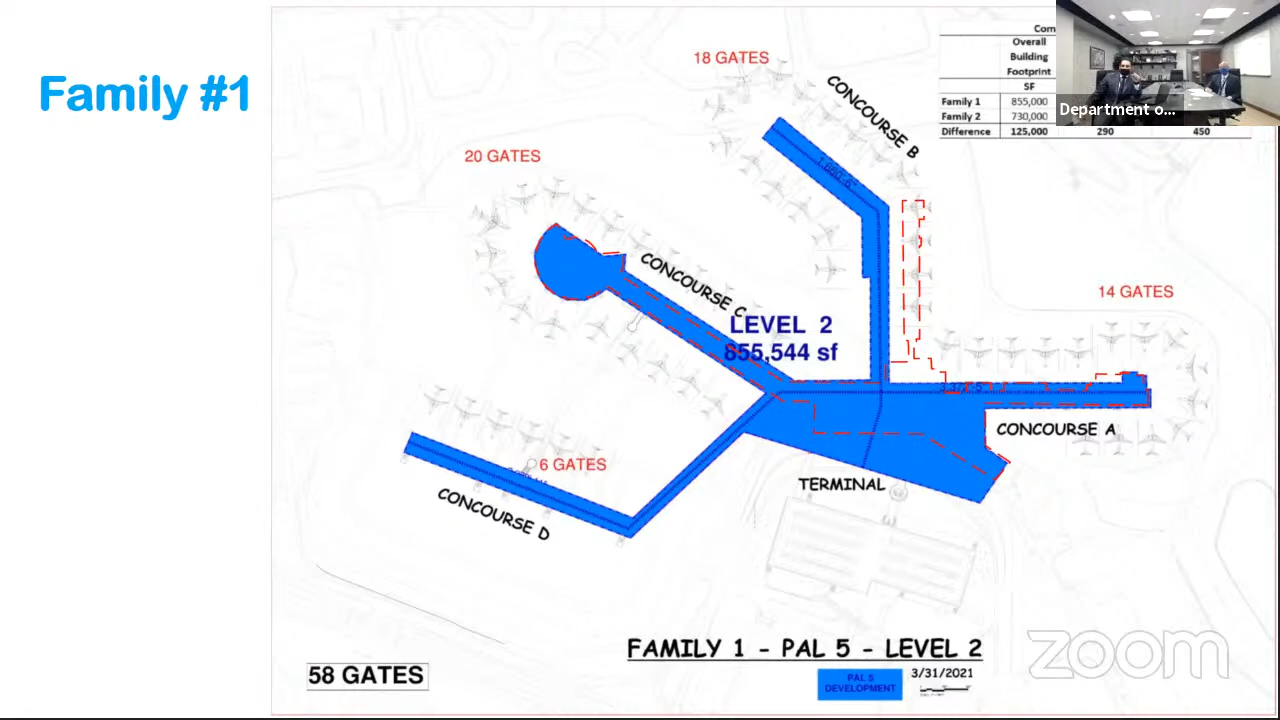 Family #1
18 GATES
CONCOURSE B
20 GATES
Com
Overall
Building
Footprint
SF
Family 1 855,000
Family 2 730,000
Difference 125,000 290 450
Department o...
CONCOURSE C
LEVEL 2
855,544 sf
14 GATES
CONCOURSE A
6 GATES
CONCOURSE D
TERMINAL
FAMILY 1 - PAL 5 - LEVEL 2
58 GATES
PAL 5
DEVELOPMENT
3/31/2021
zoom